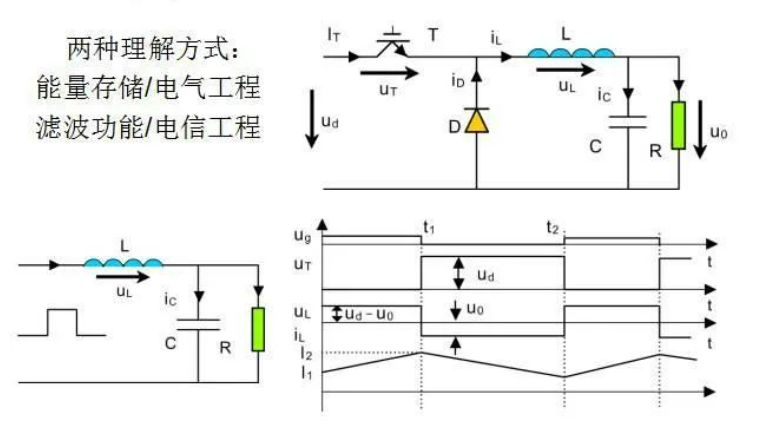 两种理解方式：
能量存储/电气工程
滤波功能/电信工程
I_T T i_L L
u_T i_D u_L i_C
u_d D C R u_0
L
u_L i_C
C R
u_g t_1 t_2 t
u_T u_d t
u_L u_d - u_0 u_0 t
i_L
I_2
I_1